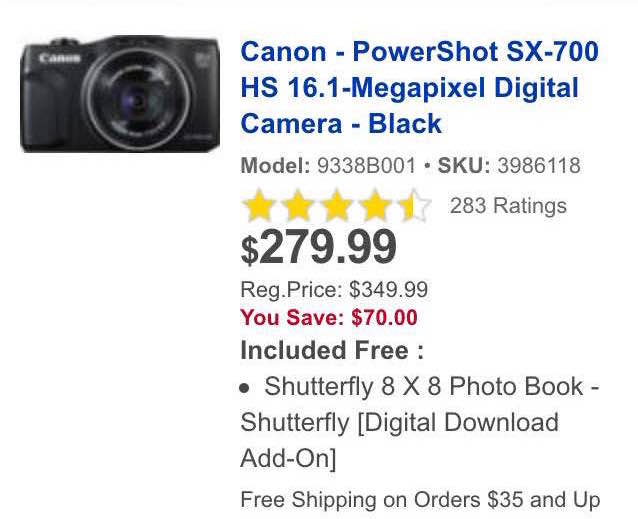 Canon
Canon - PowerShot SX-700
HS 16.1-Megapixel Digital
Camera - Black
Model: 9338B001 • SKU: 3986118
283 Ratings
$279.99
Reg.Price: $349.99
You Save: $70.00
Included Free :
• Shutterfly 8 X 8 Photo Book -
Shutterfly [Digital Download
Add-On]
Free Shipping on Orders $35 and Up